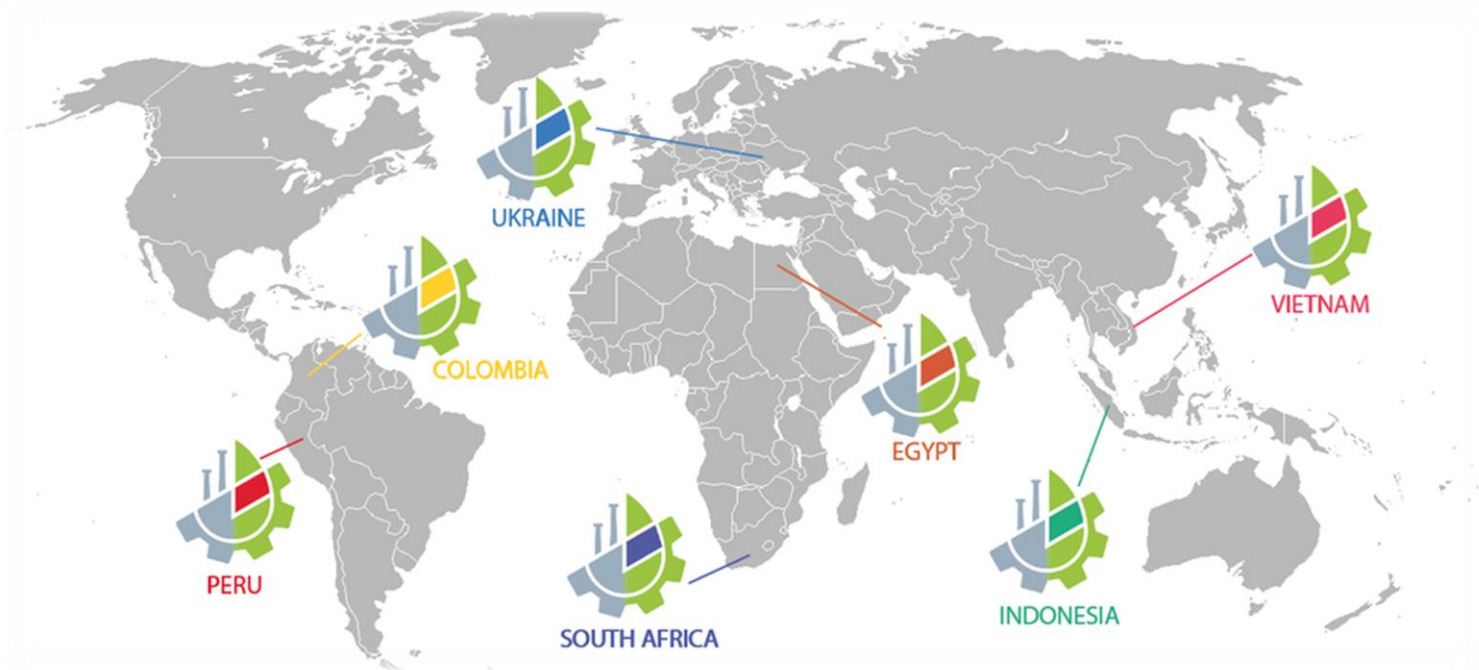 UKRAINE
VIETNAM
COLOMBIA
EGYPT
PERU
INDONESIA
SOUTH AFRICA